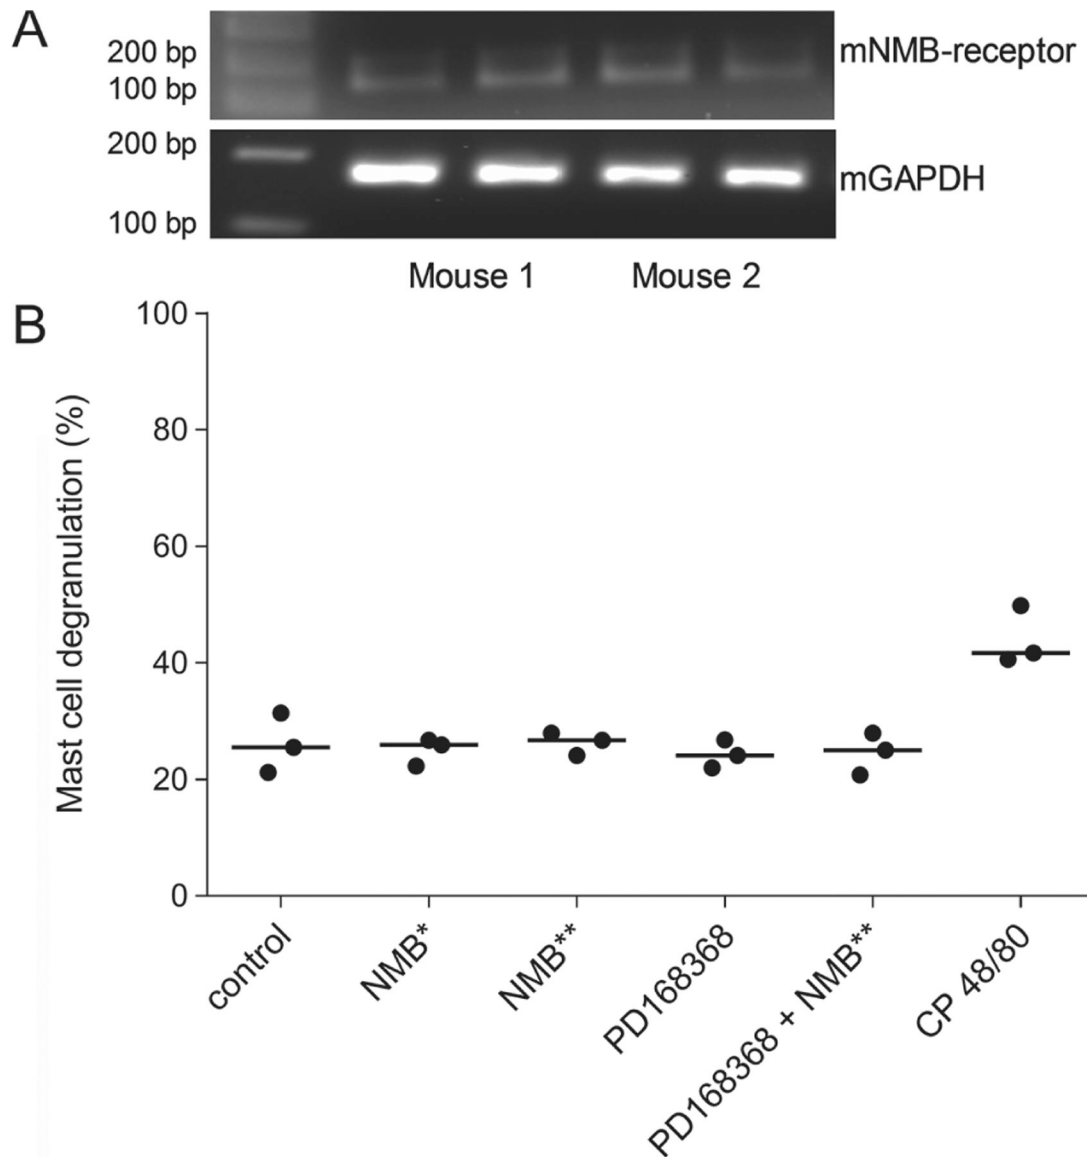 A
200 bp
100 bp
mNMB-receptor
200 bp
100 bp
mGAPDH
Mouse 1 Mouse 2
B
Mast cell degranulation (%)
100
80
60
40
20
0
control
NMB*
NMB**
PD168368
PD168368 + NMB**
CP 48/80